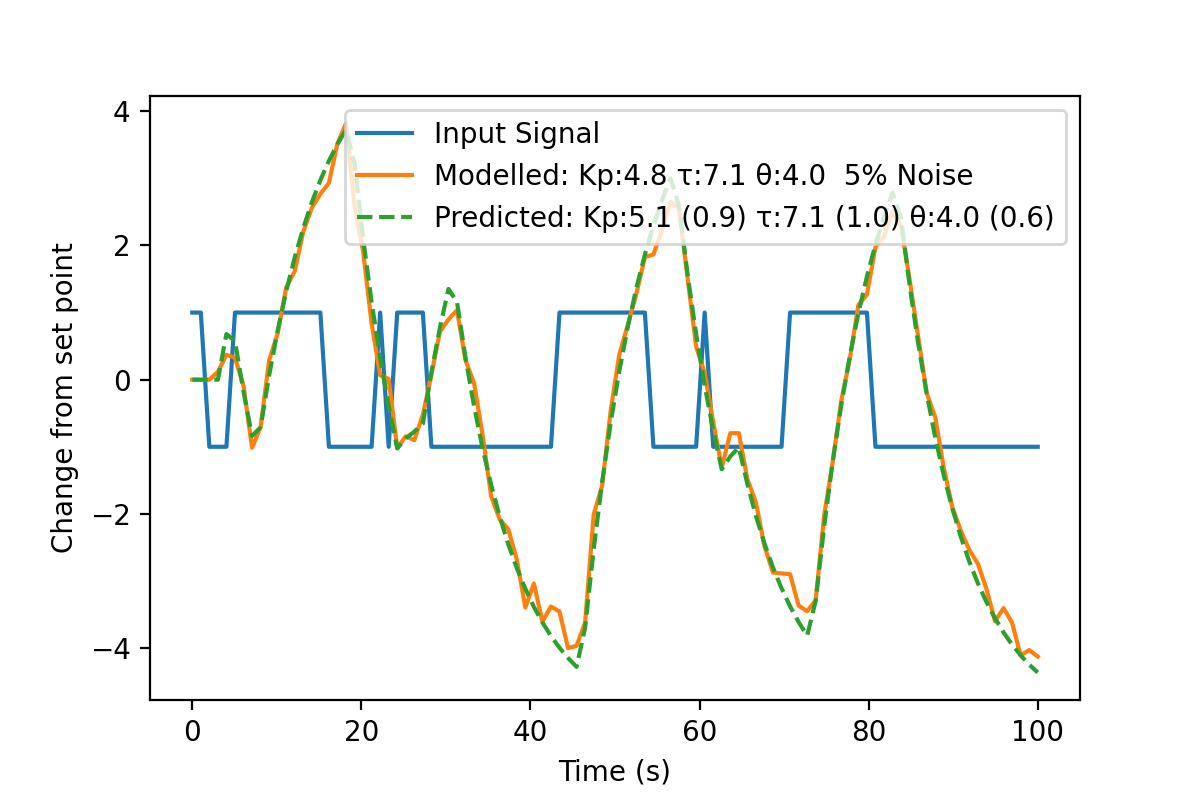 Input Signal
Modelled: Kp:4.8 τ:7.1 θ:4.0  5% Noise
Predicted: Kp:5.1 (0.9) τ:7.1 (1.0) θ:4.0 (0.6)
Change from set point
4
2
0
−2
−4
0 20 40 60 80 100
Time (s)